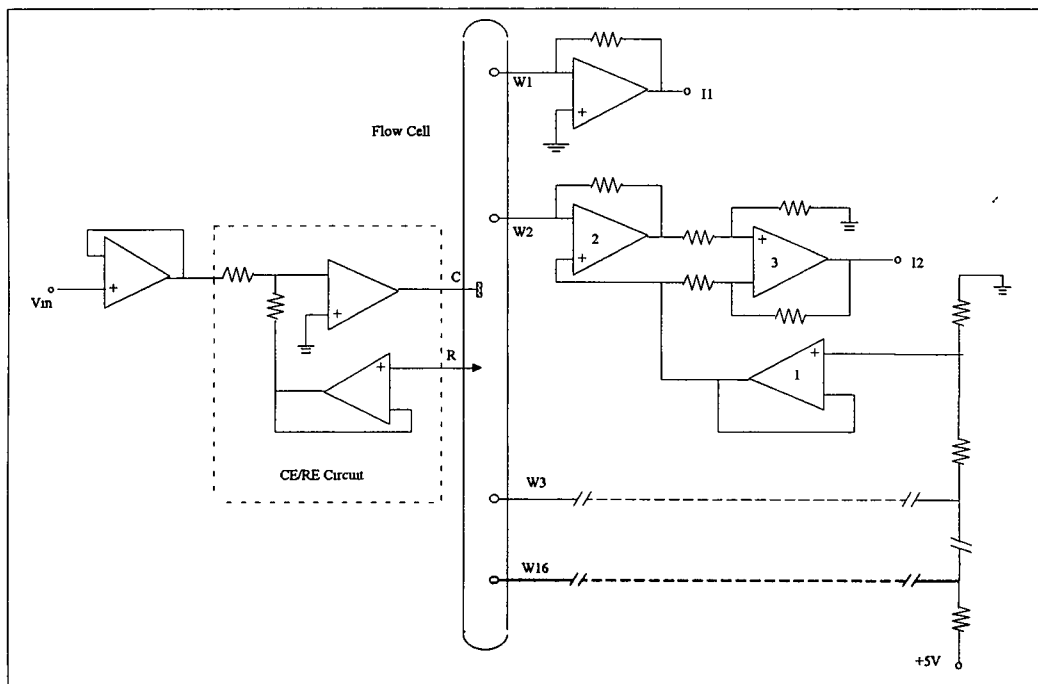 W1
I1
Flow Cell
W2
2
3
I2
C
Vin
R
1
CE/RE Circuit
W3
W16
+5V